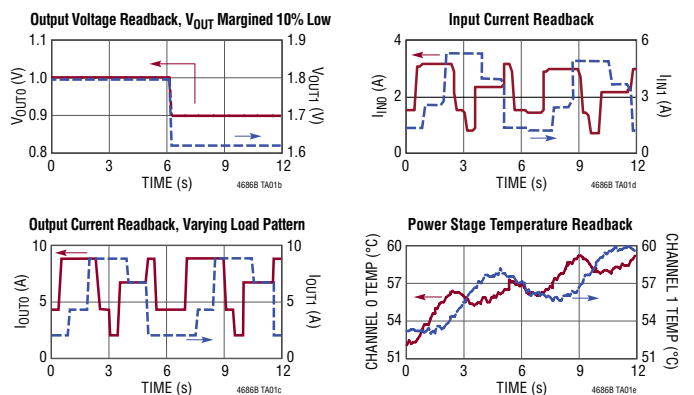 Output Voltage Readback, VOUT Margined 10% Low
1.1
1.0
0.9
0.8
VOUT0 (V)
1.9
1.8
1.7
1.6
VOUT1 (V)
0
3
6
9
12
TIME (s)
4686B TA01b
Input Current Readback
4
2
0
IIN0 (A)
6
3
0
IIN1 (A)
0
3
6
9
12
TIME (s)
4686B TA01d
Output Current Readback, Varying Load Pattern
10
5
0
IOUT0 (A)
10
5
0
IOUT1 (A)
0
3
6
9
12
TIME (s)
4686B TA01c
Power Stage Temperature Readback
60
57
54
51
CHANNEL 0 TEMP (°C)
60
57
53
51
CHANNEL 1 TEMP (°C)
0
3
6
9
12
TIME (s)
4686B TA01e